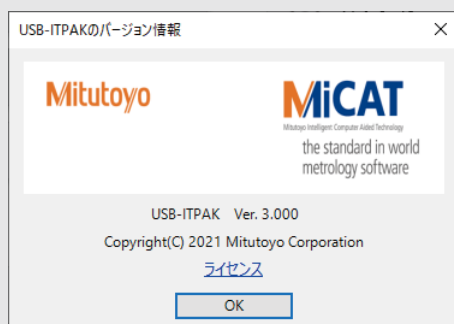 USB-ITPAKのバージョン情報
Mitutoyo
MiCAT
Mitutoyo Intelligent Computer Aided Technology
the standard in world
metrology software
USB-ITPAK Ver. 3.000
Copyright(C) 2021 Mitutoyo Corporation
ライセンス
OK